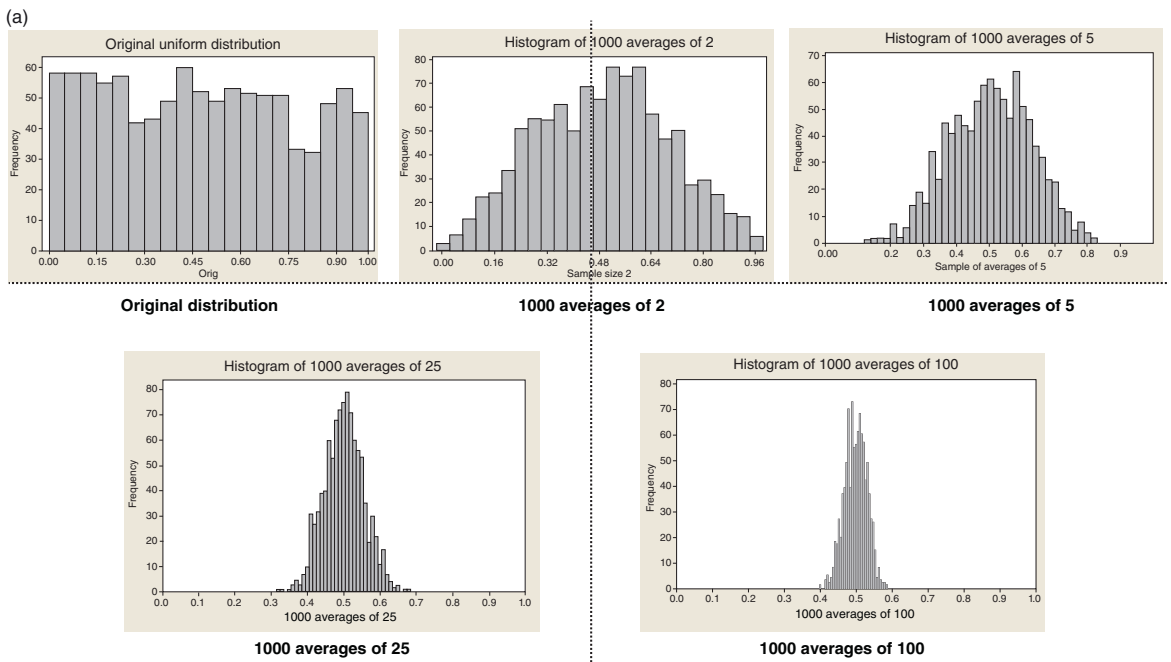 (a)
Original uniform distribution
Frequency
60
50
40
30
20
10
0
0.00 0.15 0.30 0.45 0.60 0.75 0.90 1.00
Orig
Original distribution
Histogram of 1000 averages of 2
Frequency
80
70
60
50
40
30
20
10
0
0.00 0.16 0.32 0.48 0.64 0.80 0.96
Sample size 2
1000 averages of 2
Histogram of 1000 averages of 5
Frequency
70
60
50
40
30
20
10
0
0.00 0.2 0.3 0.4 0.5 0.6 0.7 0.8 0.9
Sample of averages of 5
1000 averages of 5
Histogram of 1000 averages of 25
Frequency
80
70
60
50
40
30
20
10
0
0.0 0.1 0.2 0.3 0.4 0.5 0.6 0.7 0.8 0.9 1.0
1000 averages of 25
1000 averages of 25
Histogram of 1000 averages of 100
Frequency
80
70
60
50
40
30
20
10
0
0.0 0.1 0.2 0.3 0.4 0.5 0.6 0.7 0.8 0.9 1.0
1000 averages of 100
1000 averages of 100